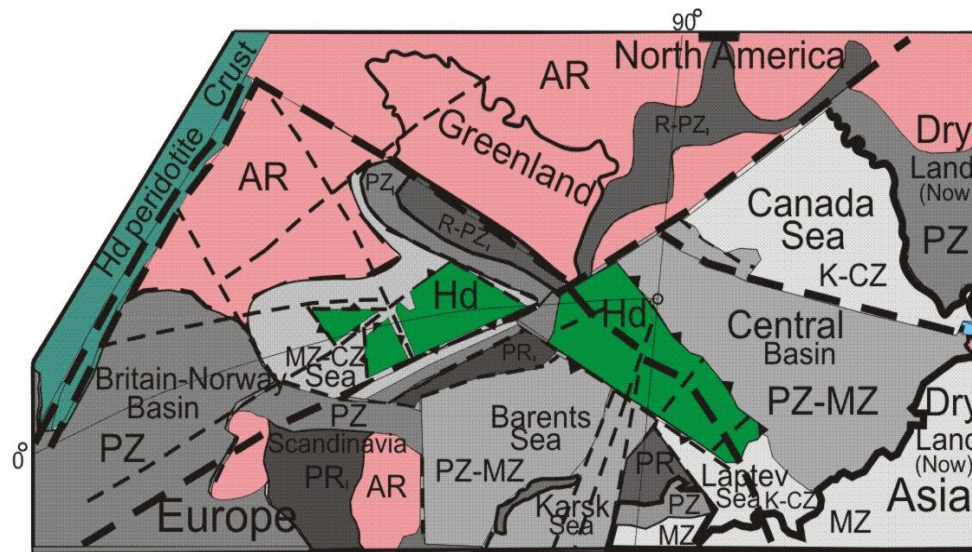 90°
North America
AR
Greenland
R-PZ₁
Hd peridotite Crust
AR
PZ₁
R-PZ₁
Canada
Sea
K-CZ
Dry
Land
(Now)
PZ
Hd
Hd
Central
Basin
PZ-MZ
MZ-CZ
Sea
PR₁
Britain-Norway
Basin
PZ
PZ
Scandinavia
PR₁
AR
Europe
Barents
Sea
PZ-MZ
Karsk
Sea
PR
PZ
MZ
Laptev
Sea
K-CZ
MZ
Dry
Land
(Now)
Asia
0°